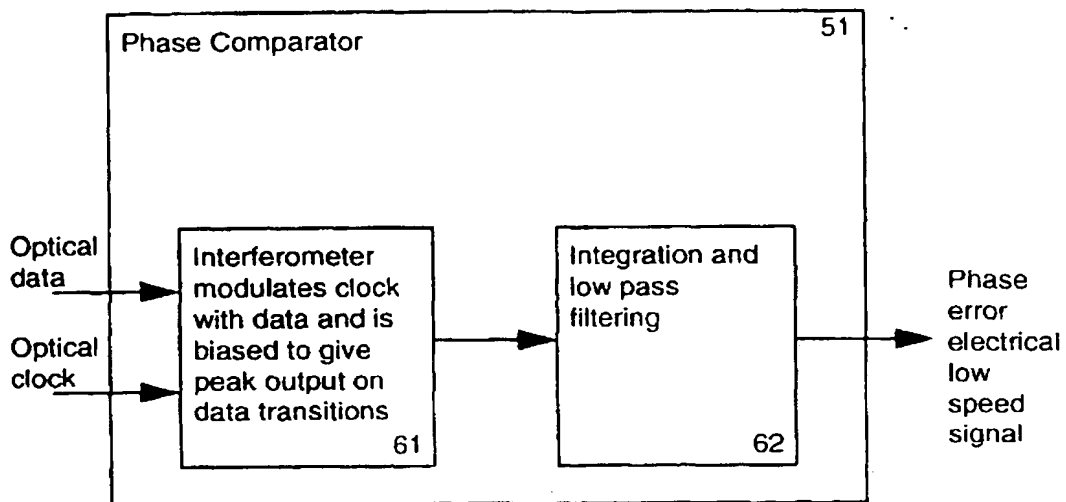 Phase Comparator
51
Optical
data
Optical
clock
Interferometer
modulates clock
with data and is
biased to give
peak output on
data transitions
61
Integration and
low pass
filtering
62
Phase
error
electrical
low
speed
signal